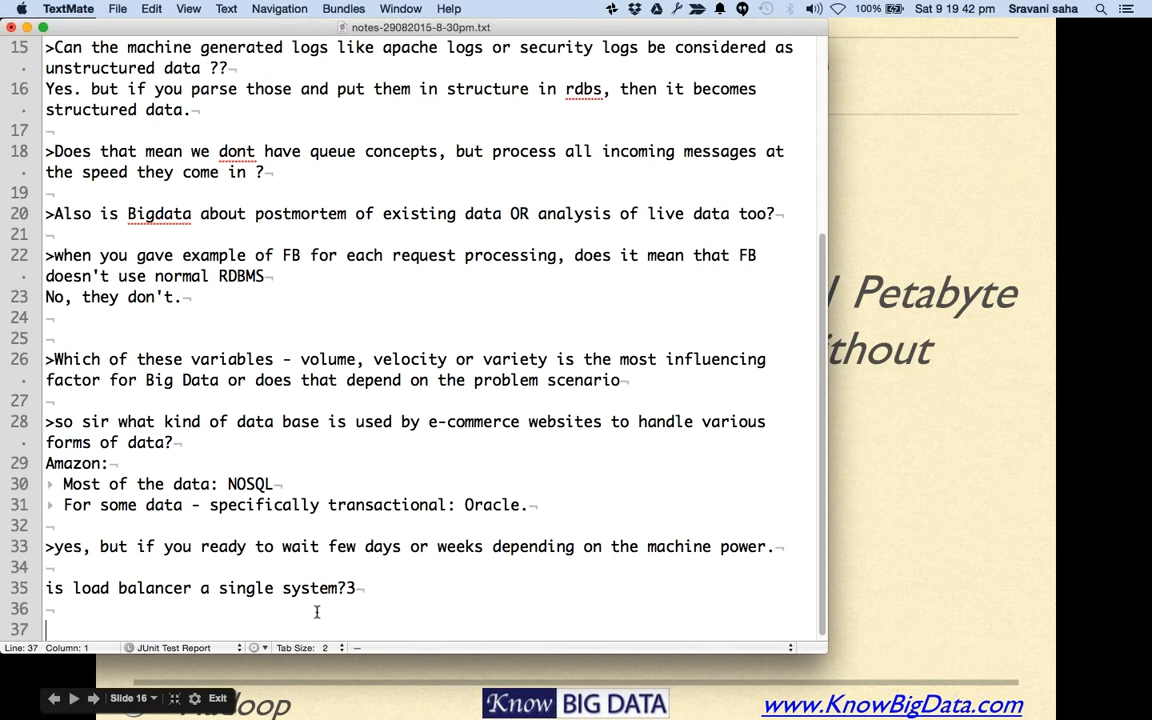 TextMate File Edit View Text Navigation Bundles Window Help 100% Sat 9 19 42 pm Sravani saha
notes-29082015-8-30pm.txt
15 >Can the machine generated logs like apache logs or security logs be considered as
unstructured data ??
16 Yes. but if you parse those and put them in structure in rdbs, then it becomes
structured data.
17
18 >Does that mean we dont have queue concepts, but process all incoming messages at
the speed they come in ?
19
20 >Also is Bigdata about postmortem of existing data OR analysis of live data too?
21
22 >when you gave example of FB for each request processing, does it mean that FB
doesn't use normal RDBMS
23 No, they don't.
24
25
26 >Which of these variables - volume, velocity or variety is the most influencing
factor for Big Data or does that depend on the problem scenario
27
28 >so sir what kind of data base is used by e-commerce websites to handle various
forms of data?
29 Amazon:
30 Most of the data: NOSQL
31 For some data - specifically transactional: Oracle.
32
33 >yes, but if you ready to wait few days or weeks depending on the machine power.
34
35 is load balancer a single system?3
36
37
Petabyte
ithout
Line: 37 Column: 1 JUnit Test Report Tab Size: 2 —
Slide 16 Exit
Hadoop Know BIG DATA www.KnowBigData.com